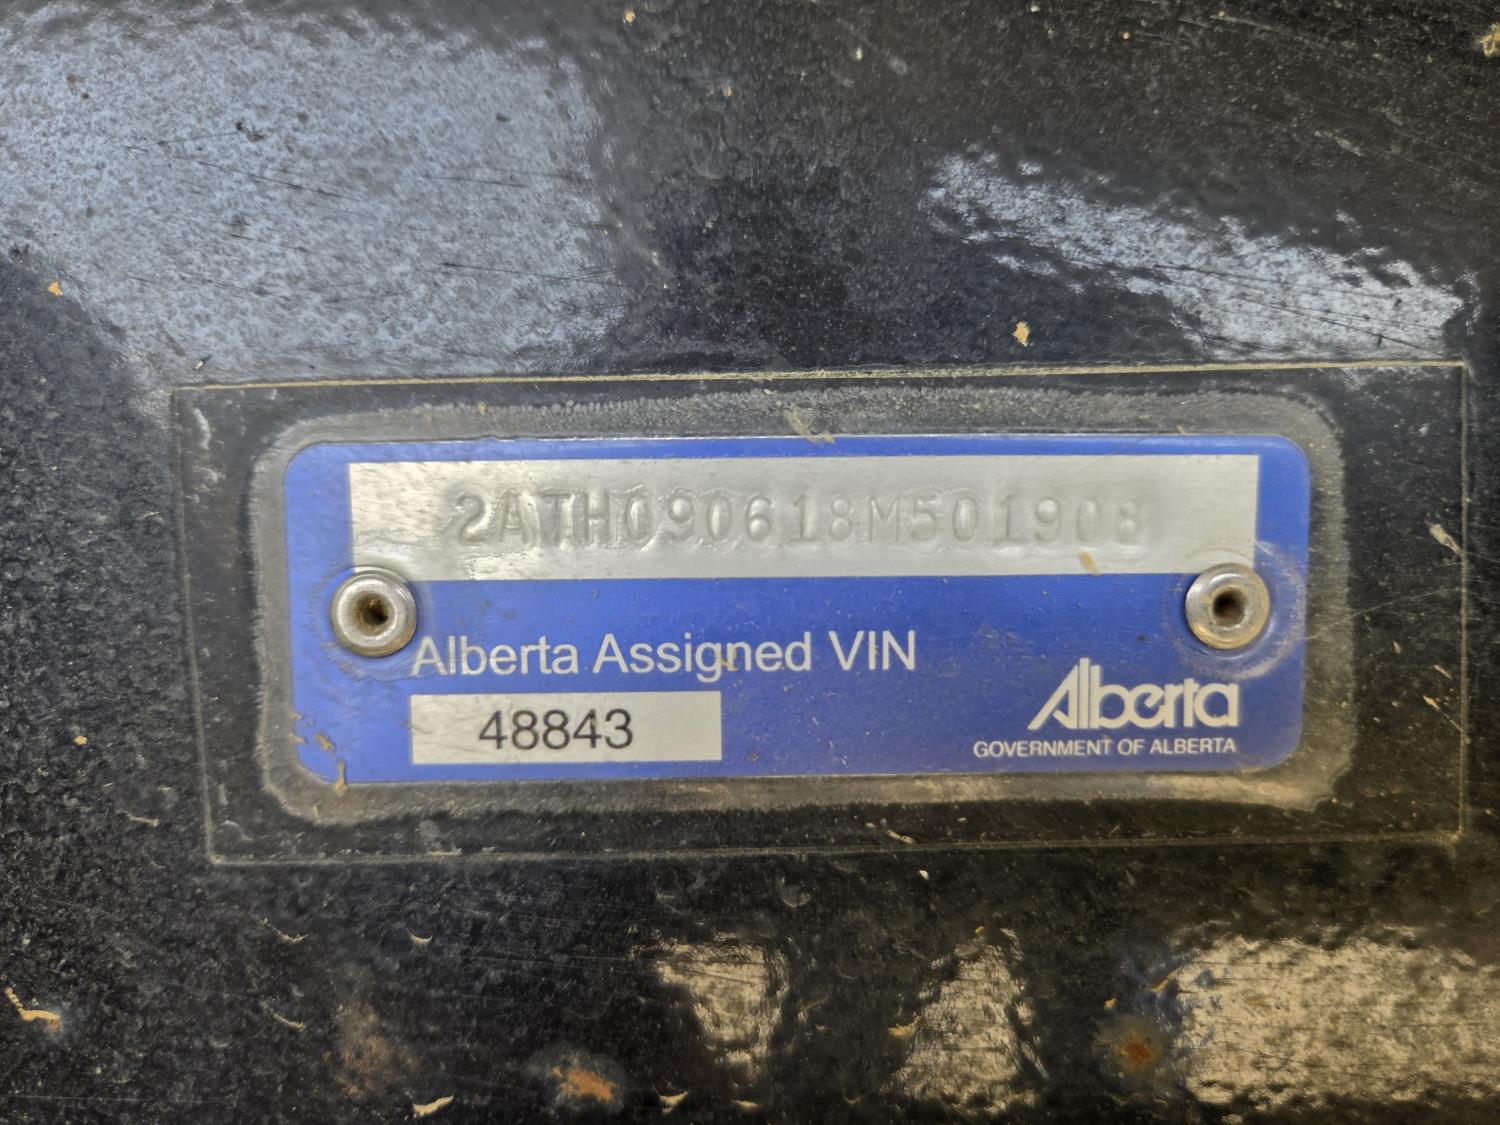 2ATH090618M501908
Alberta Assigned VIN
48843
Alberta
GOVERNMENT OF ALBERTA